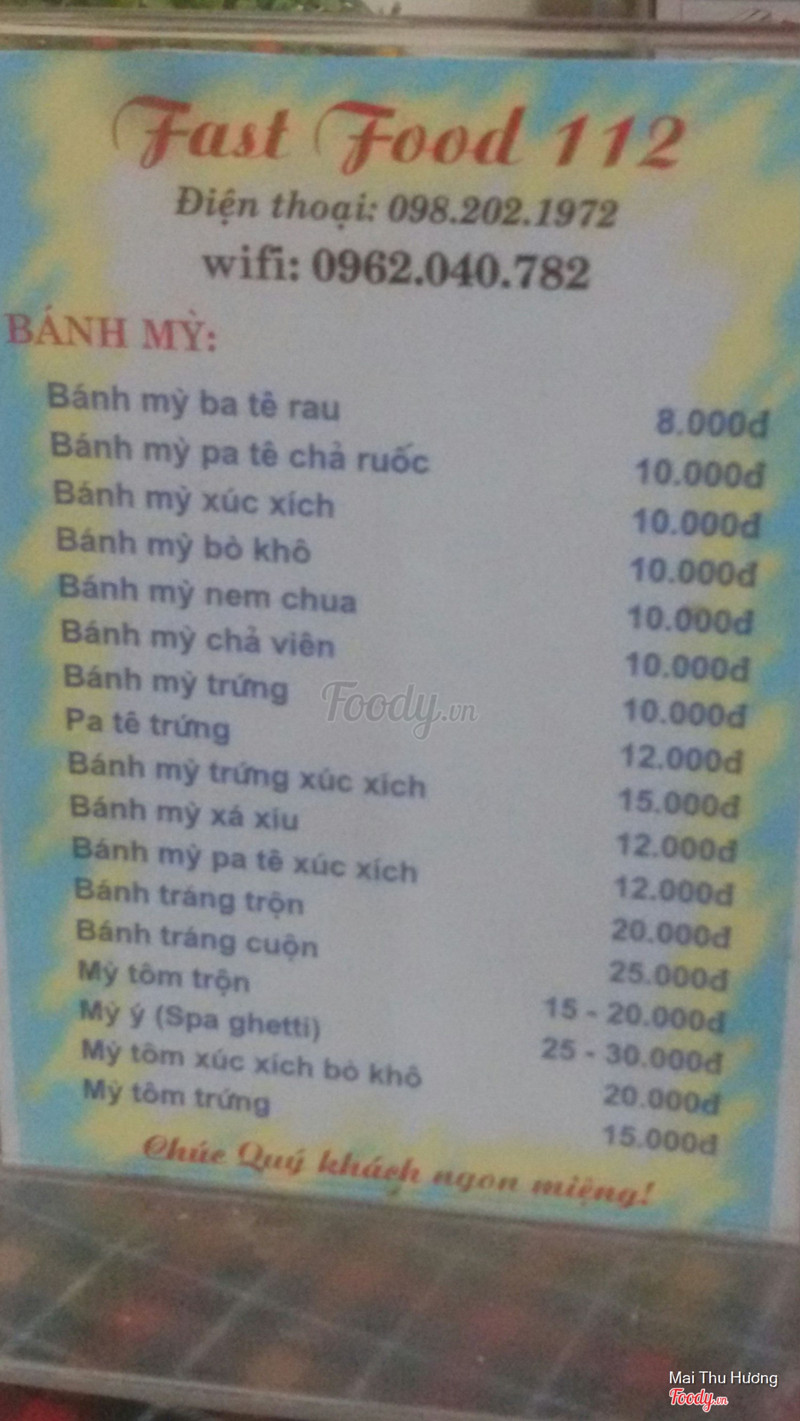 Fast Food 112
Điện thoại: 098.202.1972
wifi: 0962.040.782
BÁNH MỲ:
Bánh mỳ ba tê rau 8.000đ
Bánh mỳ pa tê chả ruốc 10.000đ
Bánh mỳ xúc xích 10.000đ
Bánh mỳ bò khô 10.000đ
Bánh mỳ nem chua 10.000đ
Bánh mỳ chả viên 10.000đ
Bánh mỳ trứng 10.000đ
Pa tê trứng 12.000đ
Bánh mỳ trứng xúc xích 15.000đ
Bánh mỳ xá xíu 12.000đ
Bánh mỳ pa tê xúc xích 12.000đ
Bánh tráng trộn 20.000đ
Bánh tráng cuộn 25.000đ
Mỳ tôm trộn 15 - 20.000đ
Mỳ ý (Spa ghetti) 25 - 30.000đ
Mỳ tôm xúc xích bò khô 20.000đ
Mỳ tôm trứng 15.000đ
Chúc Quý khách ngon miệng!
Foody.vn
Mai Thu Hương
Foody.vn